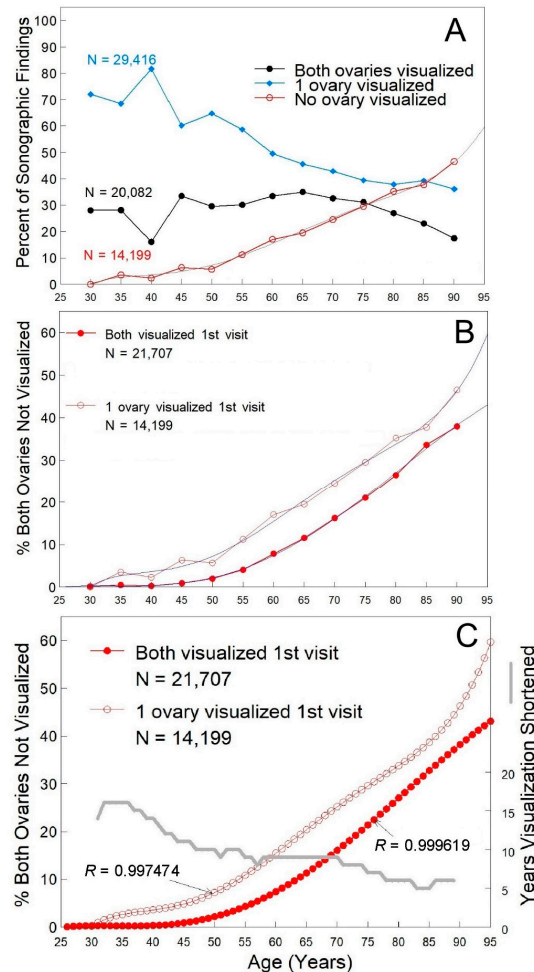 A
100
90
80
70
60
50
40
30
20
10
0
Percent of Sonographic Findings
N = 29,416
N = 20,082
N = 14,199
Both ovaries visualized
1 ovary visualized
No ovary visualized
25 30 35 40 45 50 55 60 65 70 75 80 85 90 95
B
60
50
40
30
20
10
0
% Both Ovaries Not Visualized
Both visualized 1st visit
N = 21,707
1 ovary visualized 1st visit
N = 14,199
25 30 35 40 45 50 55 60 65 70 75 80 85 90 95
C
60
50
40
30
20
10
0
% Both Ovaries Not Visualized
Both visualized 1st visit
N = 21,707
1 ovary visualized 1st visit
N = 14,199
R = 0.997474
R = 0.999619
20
15
10
5
0
Years Visualization Shortened
25 30 35 40 45 50 55 60 65 70 75 80 85 90 95
Age (Years)